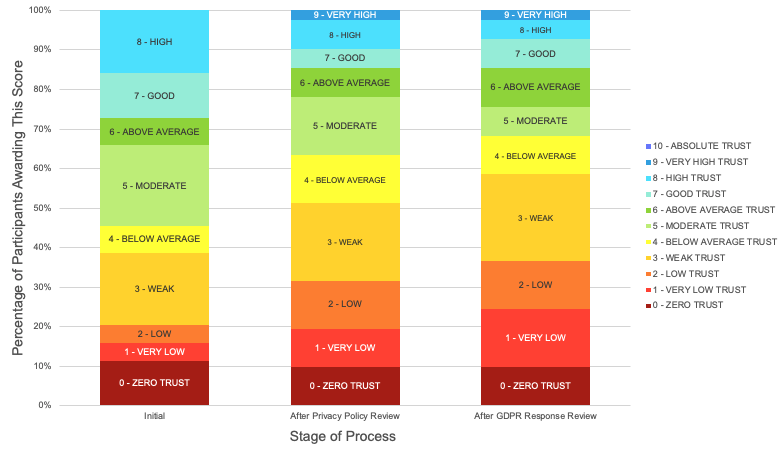 100%
90%
80%
70%
60%
50%
40%
30%
20%
10%
0%
Percentage of Participants Awarding This Score
8 - HIGH
7 - GOOD
6 - ABOVE AVERAGE
5 - MODERATE
4 - BELOW AVERAGE
3 - WEAK
2 - LOW
1 - VERY LOW
0 - ZERO TRUST
9 - VERY HIGH
8 - HIGH
7 - GOOD
6 - ABOVE AVERAGE
5 - MODERATE
4 - BELOW AVERAGE
3 - WEAK
2 - LOW
1 - VERY LOW
0 - ZERO TRUST
9 - VERY HIGH
8 - HIGH
7 - GOOD
6 - ABOVE AVERAGE
5 - MODERATE
4 - BELOW AVERAGE
3 - WEAK
2 - LOW
1 - VERY LOW
0 - ZERO TRUST
Initial
After Privacy Policy Review
After GDPR Response Review
Stage of Process
10 - ABSOLUTE TRUST
9 - VERY HIGH TRUST
8 - HIGH TRUST
7 - GOOD TRUST
6 - ABOVE AVERAGE TRUST
5 - MODERATE TRUST
4 - BELOW AVERAGE TRUST
3 - WEAK TRUST
2 - LOW TRUST
1 - VERY LOW TRUST
0 - ZERO TRUST